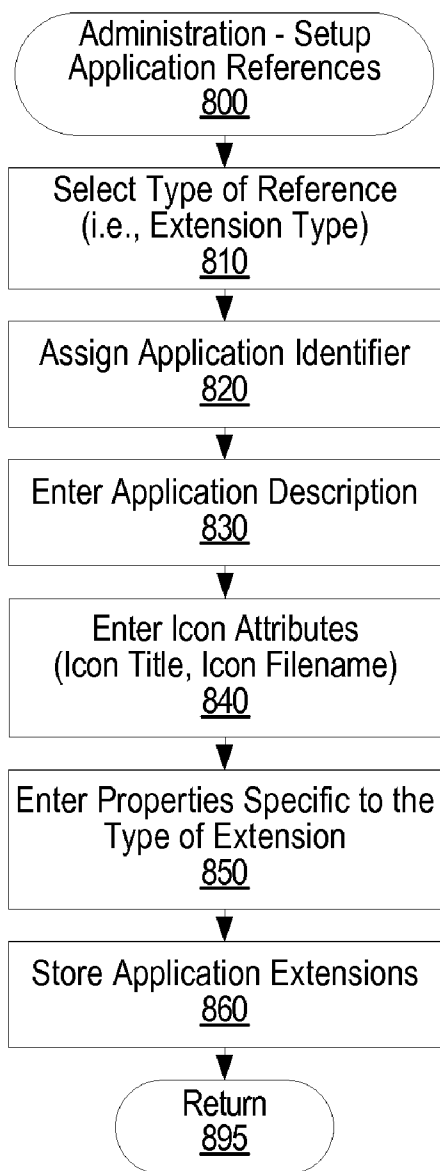 Administration - Setup
Application References
800
Select Type of Reference
(i.e., Extension Type)
810
Assign Application Identifier
820
Enter Application Description
830
Enter Icon Attributes
(Icon Title, Icon Filename)
840
Enter Properties Specific to the
Type of Extension
850
Store Application Extensions
860
Return
895